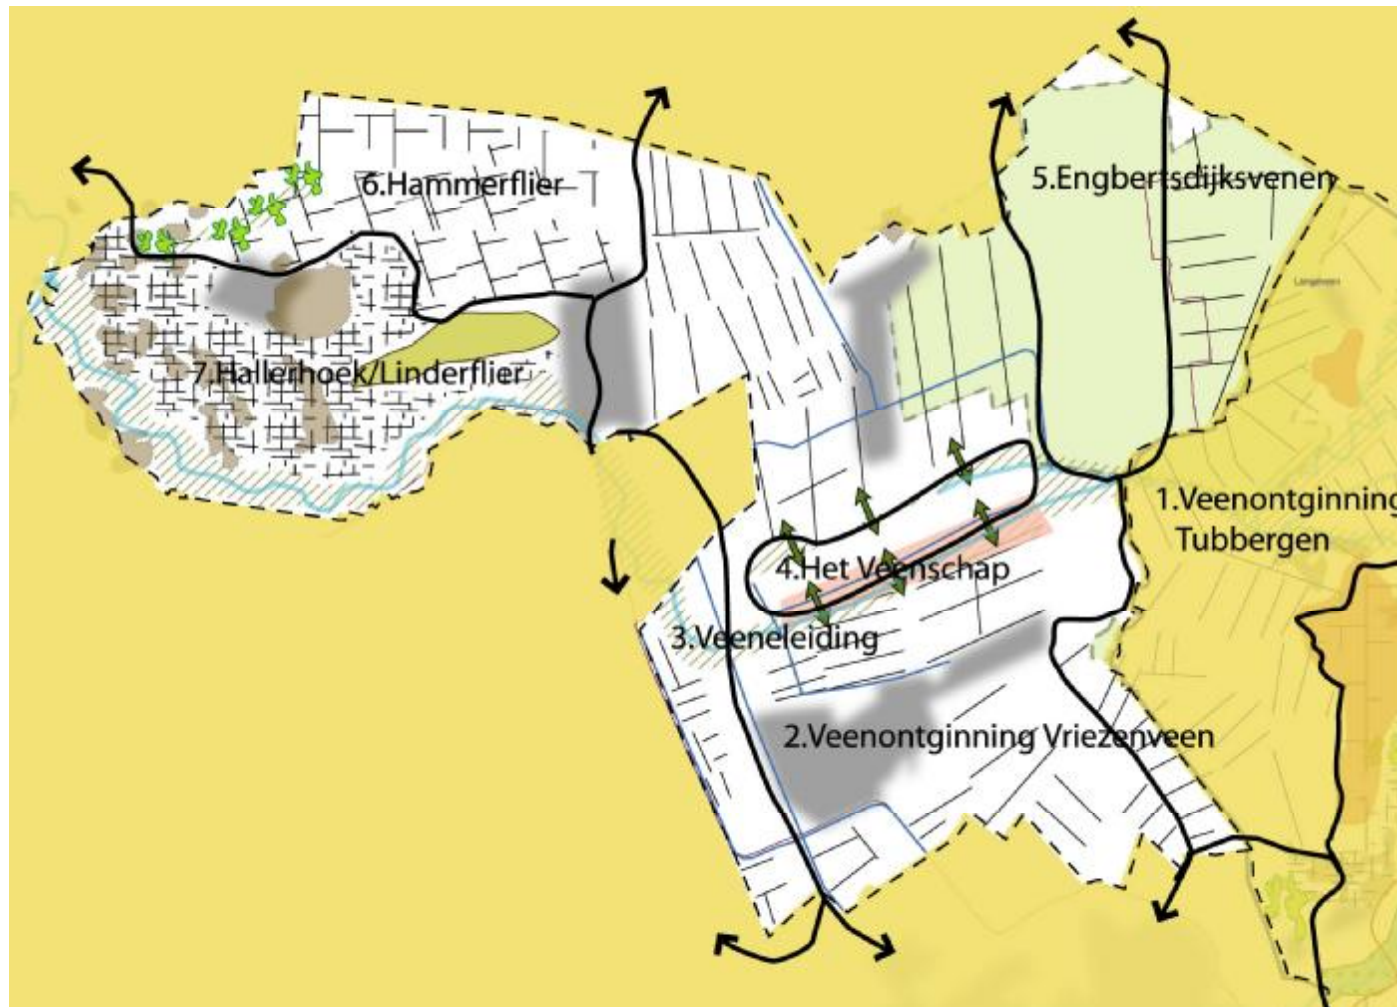 6.Hammerflier
5.Engbertsdijksvenen
7.Hallerhoek/Linderflier
1.Veenontginning
Tubbergen
4.Het Veenschap
3.Veeneleiding
2.Veenontginning Vriezenveen